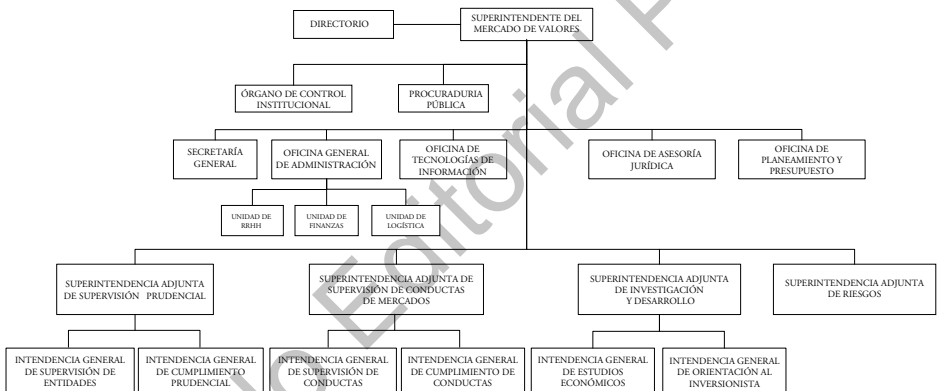 DIRECTORIO
SUPERINTENDENTE DEL
MERCADO DE VALORES
ÓRGANO DE CONTROL
INSTITUCIONAL
PROCURADURIA
PÚBLICA
SECRETARÍA
GENERAL
OFICINA GENERAL
DE ADMINISTRACIÓN
OFICINA DE
TECNOLOGÍAS DE
INFORMACIÓN
OFICINA DE ASESORÍA
JURÍDICA
OFICINA DE
PLANEAMIENTO Y
PRESUPUESTO
UNIDAD DE
RRHH
UNIDAD DE
FINANZAS
UNIDAD DE
LOGÍSTICA
SUPERINTENDENCIA ADJUNTA
DE SUPERVISIÓN PRUDENCIAL
SUPERINTENDENCIA ADJUNTA DE
SUPERVISIÓN DE CONDUCTAS
DE MERCADOS
SUPERINTENDENCIA ADJUNTA
DE INVESTIGACIÓN
Y DESARROLLO
SUPERINTENDENCIA ADJUNTA
DE RIESGOS
INTENDENCIA GENERAL
DE SUPERVISIÓN DE
ENTIDADES
INTENDENCIA GENERAL
DE CUMPLIMIENTO
PRUDENCIAL
INTENDENCIA GENERAL
DE SUPERVISIÓN DE
CONDUCTAS
INTENDENCIA GENERAL
DE CUMPLIMIENTO DE
CONDUCTAS
INTENDENCIA GENERAL
DE ESTUDIOS
ECONÓMICOS
INTENDENCIA GENERAL
DE ORIENTACIÓN AL
INVERSIONISTA
Editorial